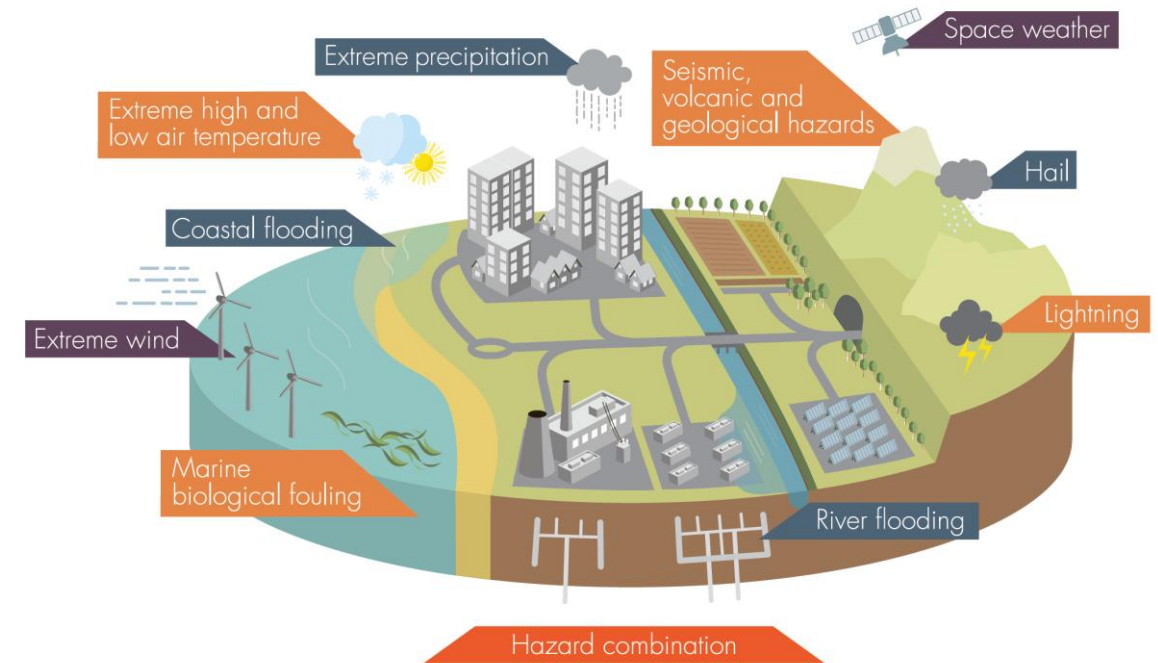 Space weather
Extreme precipitation
Seismic,
volcanic and
geological hazards
Extreme high and
low air temperature
Hail
Coastal flooding
Lightning
Extreme wind
Marine
biological fouling
River flooding
Hazard combination